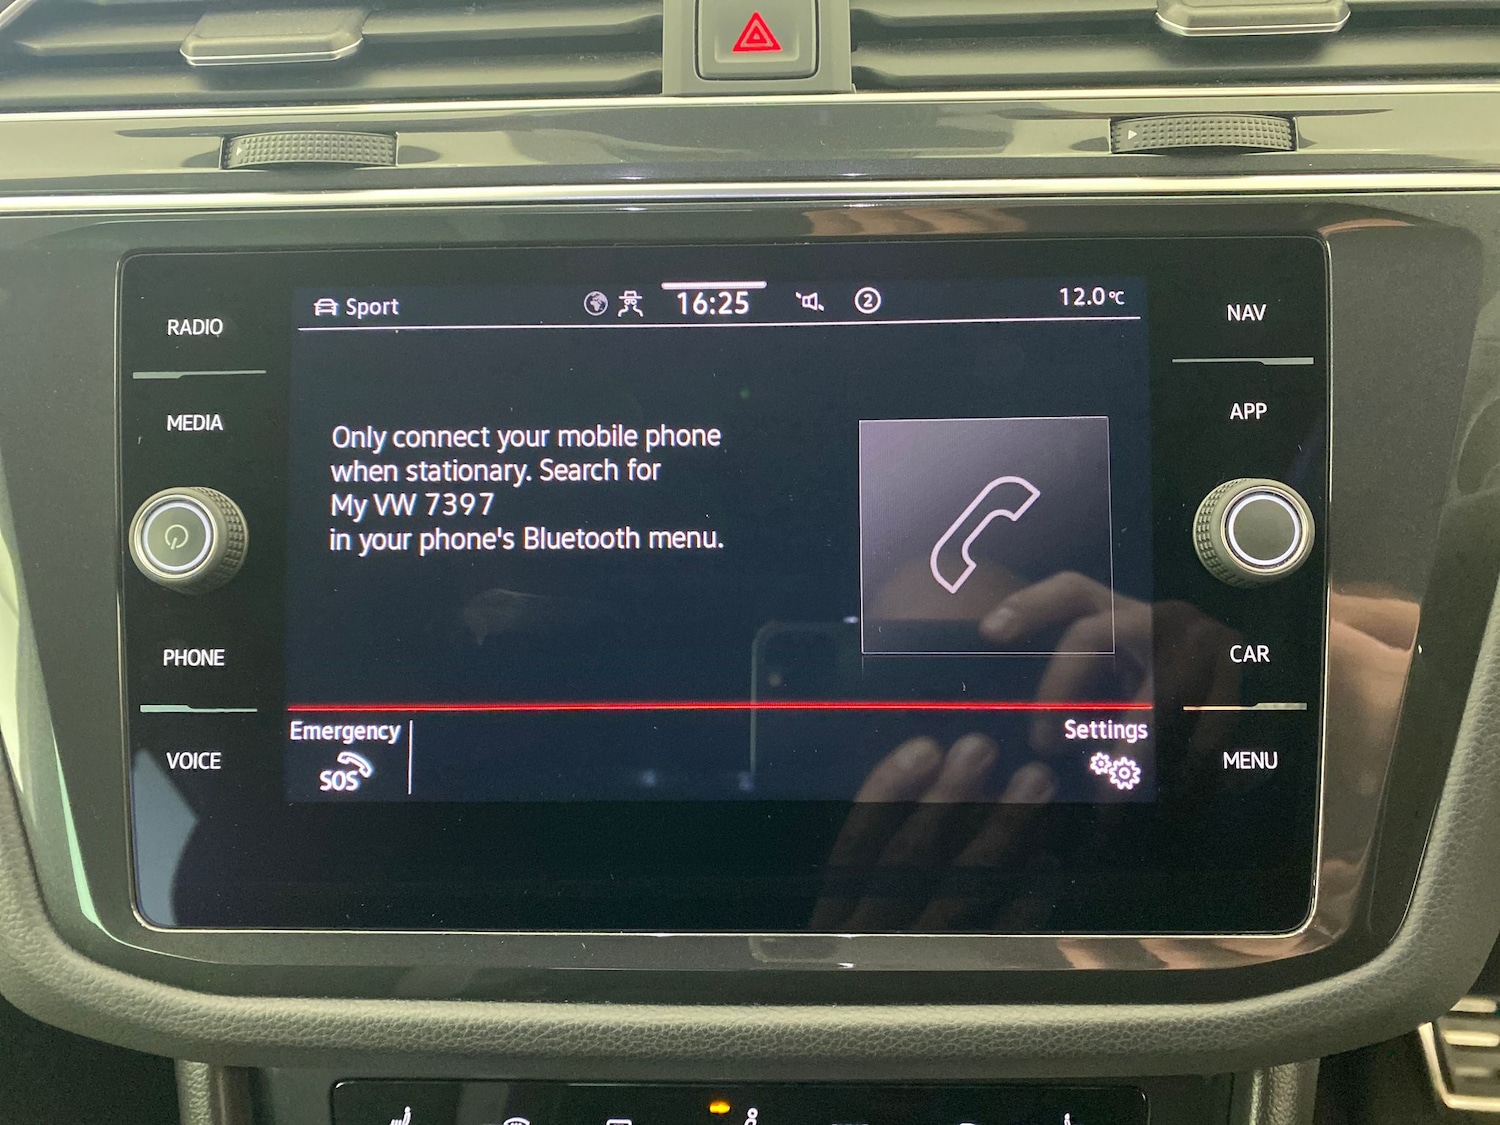 Sport
16:25
2
12.0°C
RADIO
NAV
MEDIA
APP
Only connect your mobile phone
when stationary. Search for
My VW 7397
in your phone's Bluetooth menu.
PHONE
CAR
Emergency
SOS
Settings
VOICE
MENU